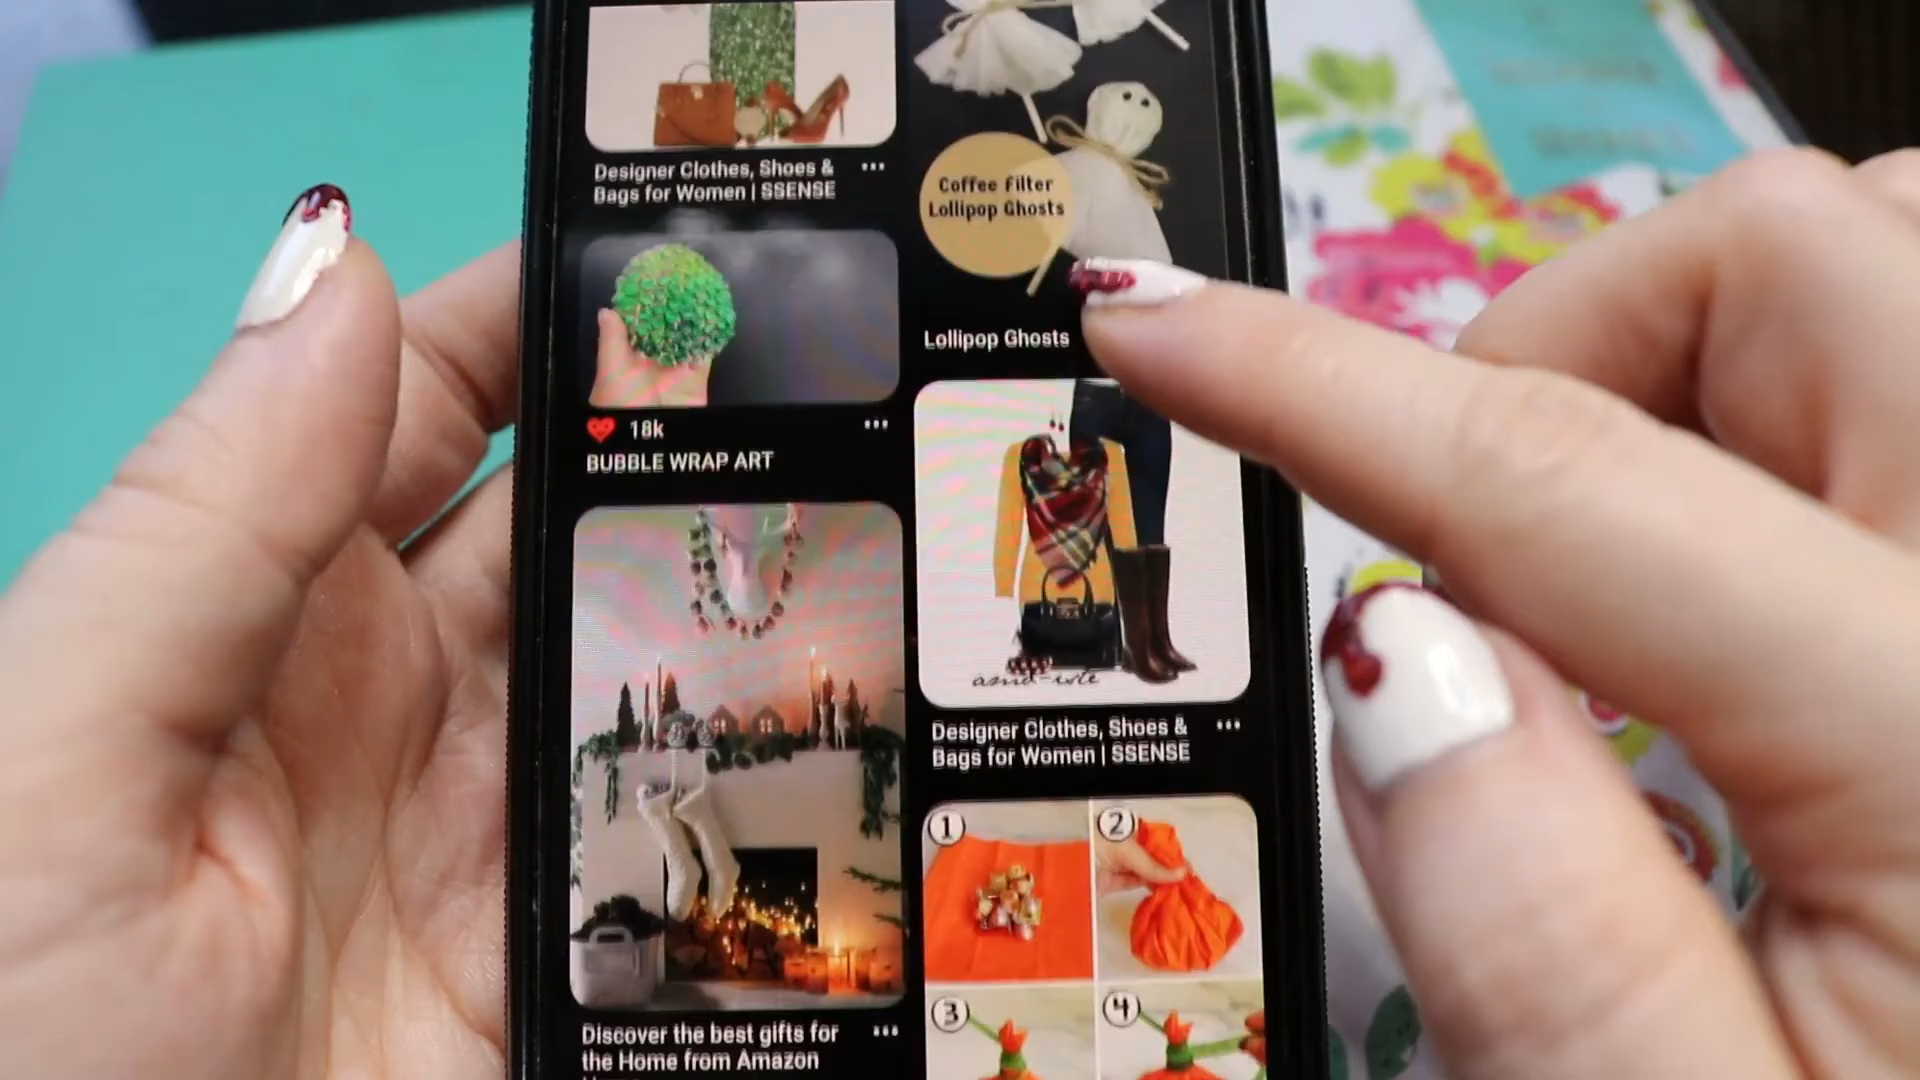 Designer Clothes, Shoes &
Bags for Women | SSENSE
18k
BUBBLE WRAP ART
Discover the best gifts for
the Home from Amazon
Coffee Filter
Lollipop Ghosts
Lollipop Ghosts
Designer Clothes, Shoes &
Bags for Women | SSENSE
1
2
3
4